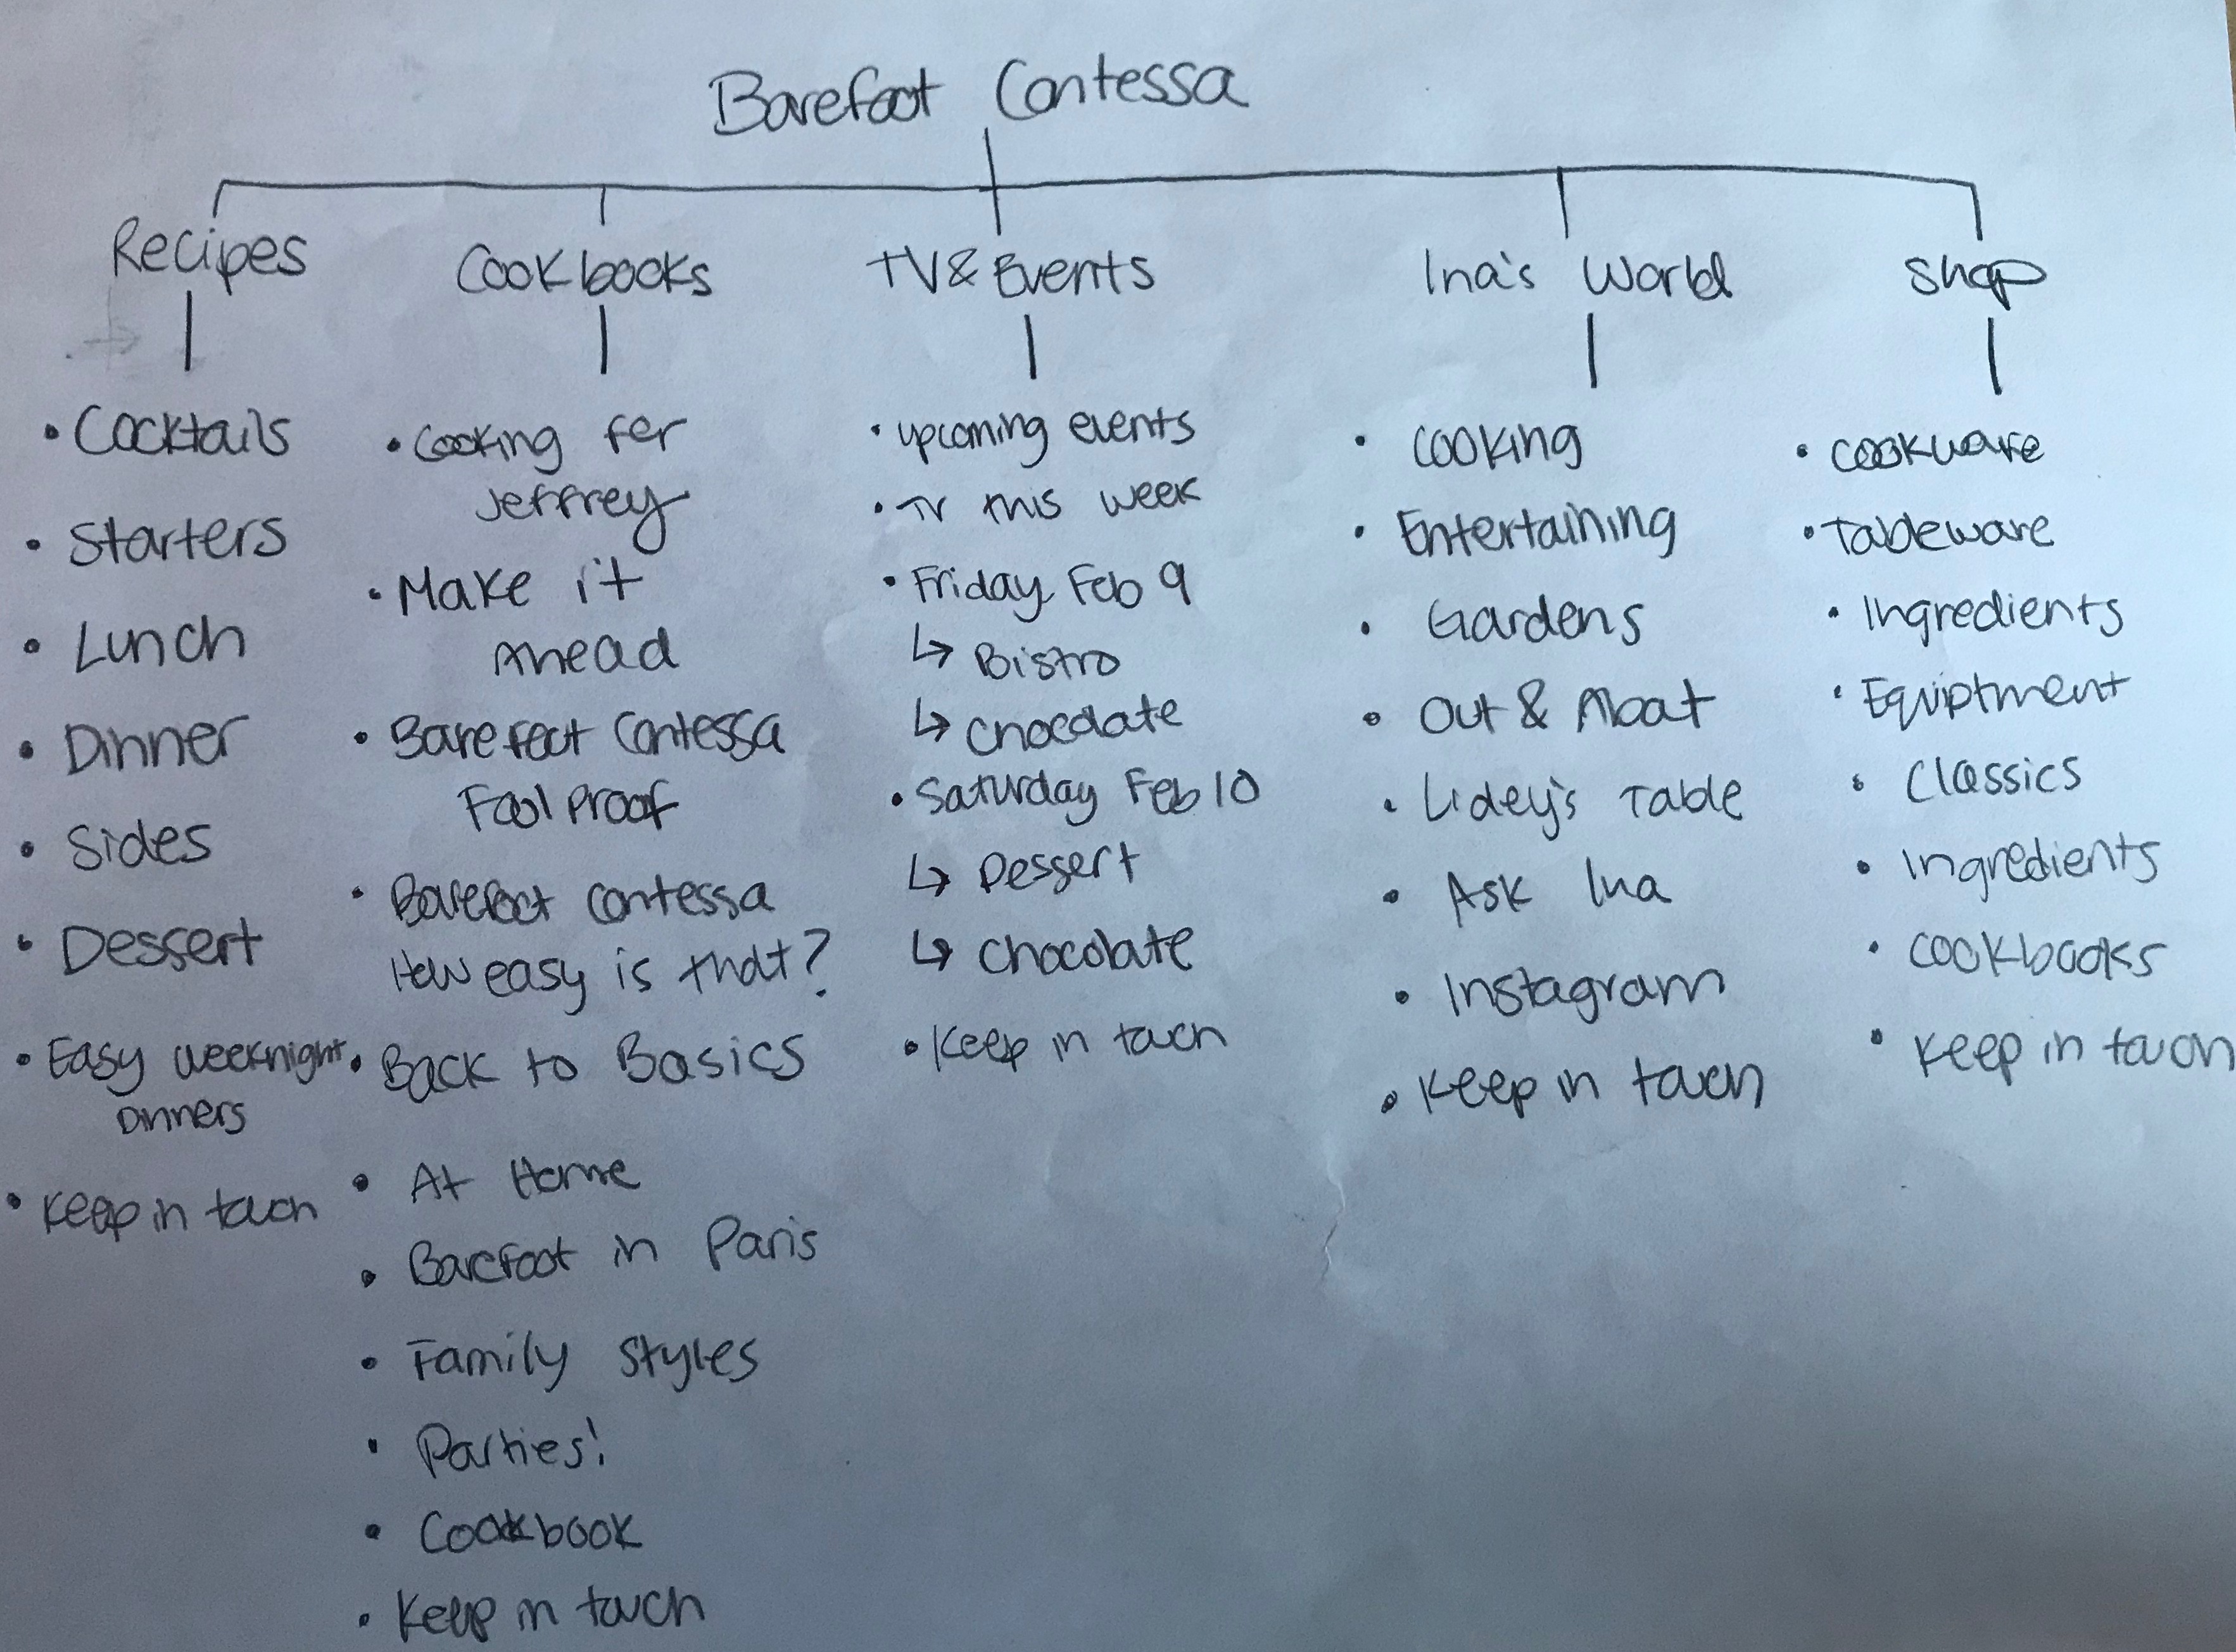 Barefoot Contessa
Recipes
• Cocktails
• Starters
• Lunch
• Dinner
• Sides
• Dessert
• Easy weeknight
Dinners
• Keep in touch
Cookbooks
• Cooking for
Jeffrey
• Make it
Ahead
• Barefoot Contessa
Foolproof
• Barefoot contessa
How easy is that?
• Back to Basics
• At Home
• Barefoot in Paris
• Family Styles
• Parties!
• Cookbook
• Keep in touch
TV & Events
• upcoming events
• TV this week
• Friday Feb 9
↳ Bistro
↳ Chocolate
• Saturday Feb 10
↳ Dessert
↳ Chocolate
• Keep in touch
Ina's World
• Cooking
• Entertaining
• Gardens
• Out & About
• Lidey's Table
• Ask Ina
• Instagram
• Keep in touch
Shop
• Cookware
• Tableware
• Ingredients
• Equiptment
• Classics
• Ingredients
• Cookbooks
• Keep in touch